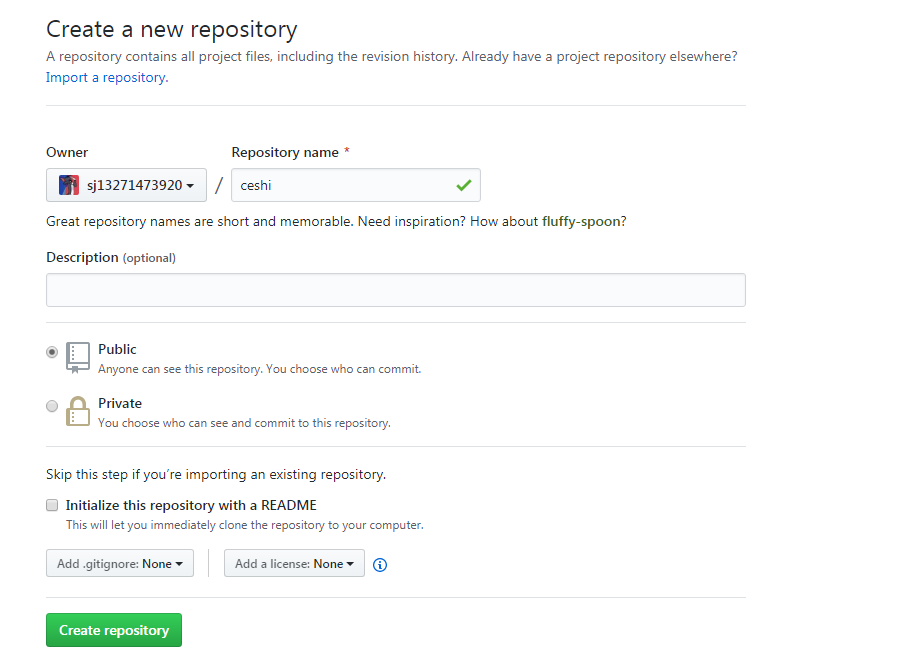 Create a new repository
A repository contains all project files, including the revision history. Already have a project repository elsewhere?
Import a repository.
Owner
Repository name *
sj13271473920
/
ceshi
Great repository names are short and memorable. Need inspiration? How about fluffy-spoon?
Description (optional)
Public
Anyone can see this repository. You choose who can commit.
Private
You choose who can see and commit to this repository.
Skip this step if you’re importing an existing repository.
Initialize this repository with a README
This will let you immediately clone the repository to your computer.
Add .gitignore: None
Add a license: None
Create repository